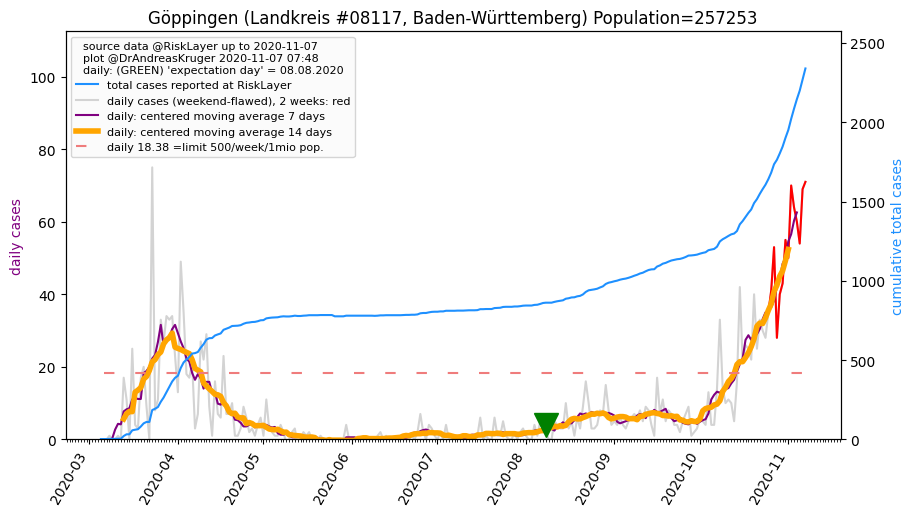 Göppingen (Landkreis #08117, Baden-Württemberg) Population=257253
source data @RiskLayer up to 2020-11-07
plot @DrAndreasKruger 2020-11-07 07:48
daily: (GREEN) 'expectation day' = 08.08.2020
total cases reported at RiskLayer
daily cases (weekend-flawed), 2 weeks: red
daily: centered moving average 7 days
daily: centered moving average 14 days
daily 18.38 =limit 500/week/1mio pop.
daily cases
100
80
60
40
20
0
cumulative total cases
2500
2000
1500
1000
500
0
2020-03
2020-04
2020-05
2020-06
2020-07
2020-08
2020-09
2020-10
2020-11